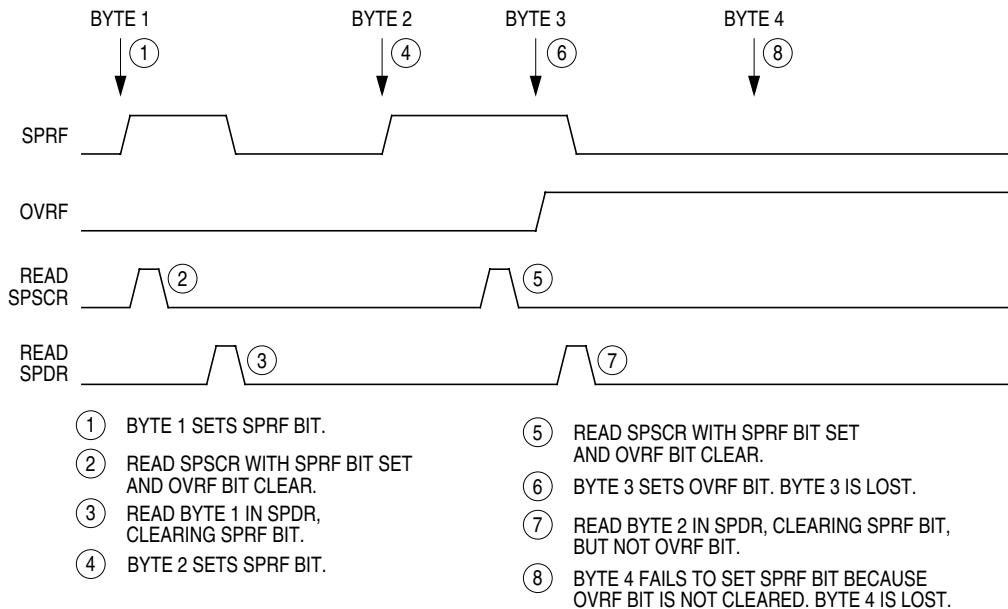 BYTE 1 BYTE 2 BYTE 3 BYTE 4
1 4 6 8
SPRF
OVRF
READ
SPSCR
2 5
READ
SPDR
3 7
1 BYTE 1 SETS SPRF BIT.
2 READ SPSCR WITH SPRF BIT SET
AND OVRF BIT CLEAR.
3 READ BYTE 1 IN SPDR,
CLEARING SPRF BIT.
4 BYTE 2 SETS SPRF BIT.
5 READ SPSCR WITH SPRF BIT SET
AND OVRF BIT CLEAR.
6 BYTE 3 SETS OVRF BIT. BYTE 3 IS LOST.
7 READ BYTE 2 IN SPDR, CLEARING SPRF BIT,
BUT NOT OVRF BIT.
8 BYTE 4 FAILS TO SET SPRF BIT BECAUSE
OVRF BIT IS NOT CLEARED. BYTE 4 IS LOST.